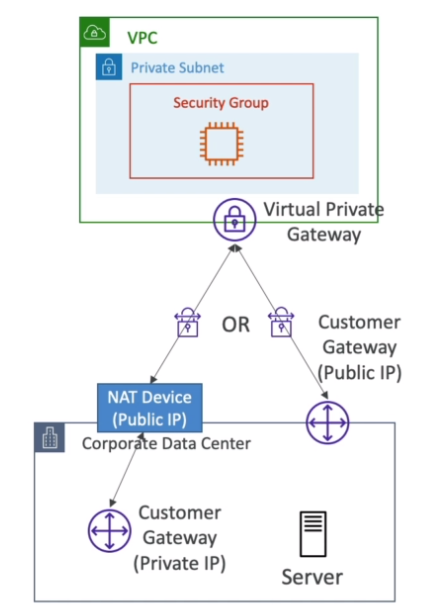 VPC
Private Subnet
Security Group
Virtual Private
Gateway
OR
Customer
Gateway
(Public IP)
NAT Device
(Public IP)
Corporate Data Center
Customer
Gateway
(Private IP)
Server